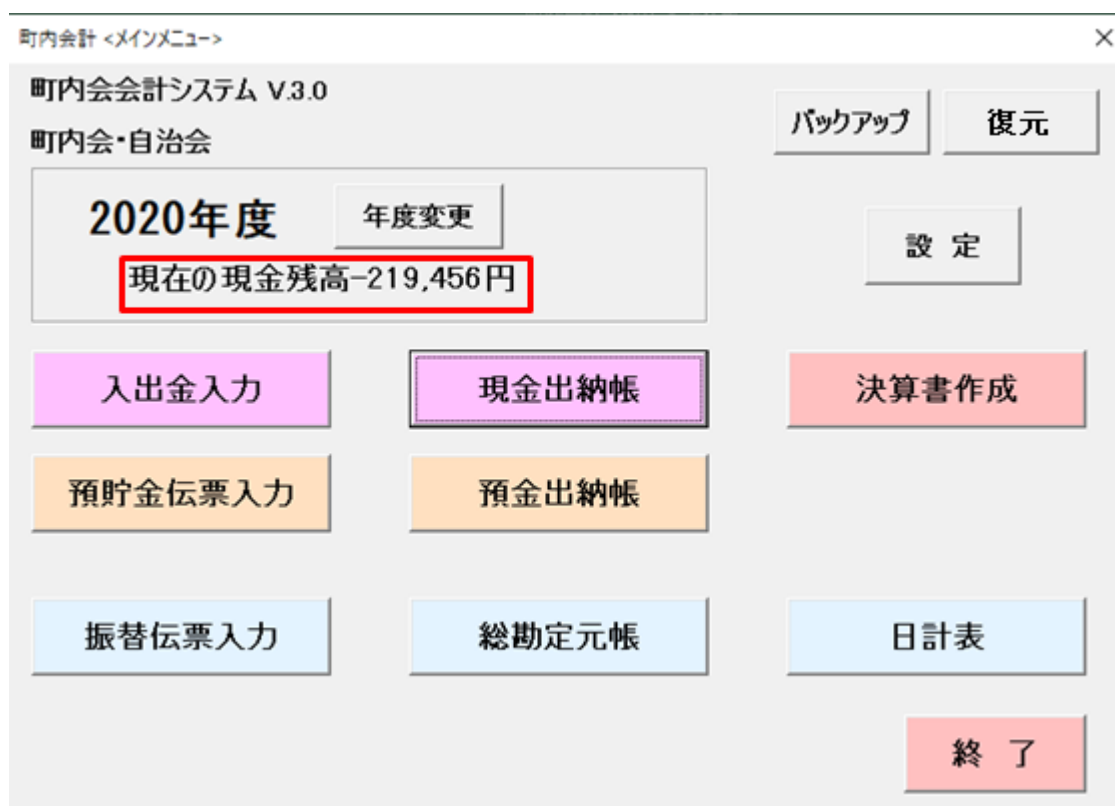 町内会計 <メインメニュー>
町内会会計システム V.3.0
バックアップ
復元
町内会・自治会
2020年度
年度変更
設 定
現在の現金残高-219,456円
入出金入力
現金出納帳
決算書作成
預貯金伝票入力
預金出納帳
振替伝票入力
総勘定元帳
日計表
終 了